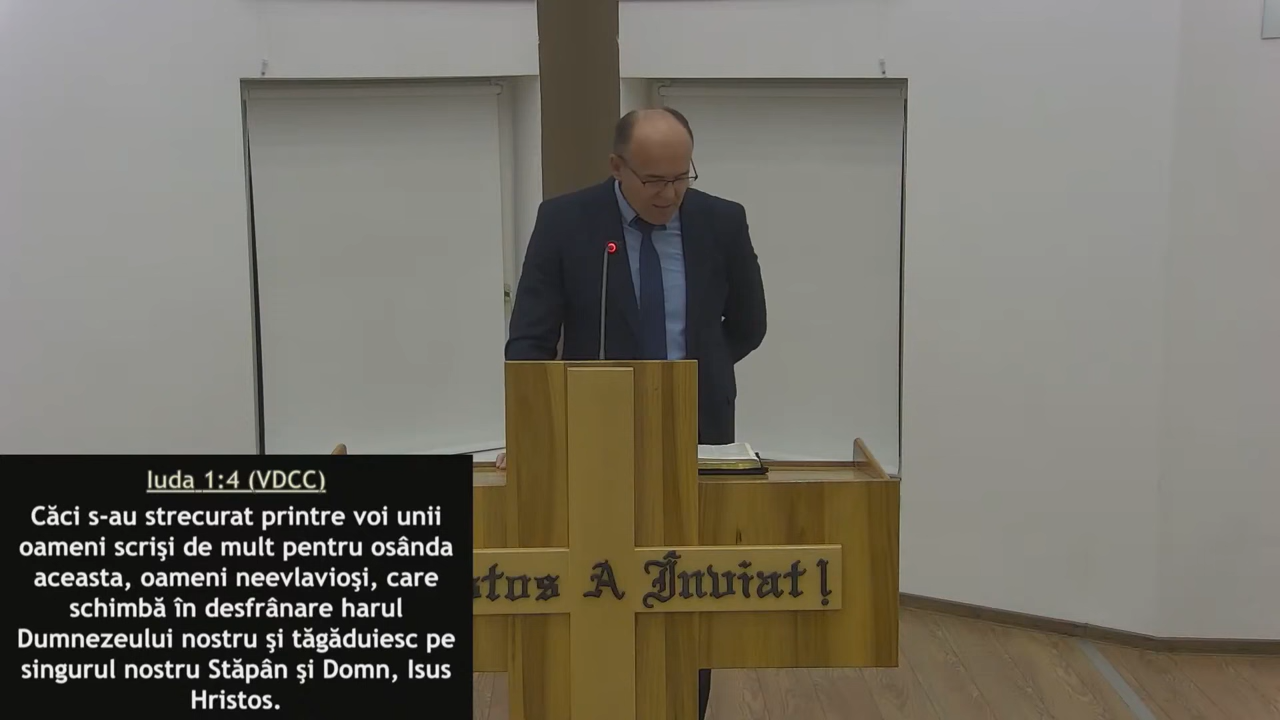 Iuda 1:4 (VDCC)
Căci s-au strecurat printre voi unii
oameni scrişi de mult pentru osânda
aceasta, oameni neevlavioşi, care
schimbă în desfrânare harul
Dumnezeului nostru şi tăgăduiesc pe
singurul nostru Stăpân şi Domn, Isus
Hristos.
stos A Înviat!